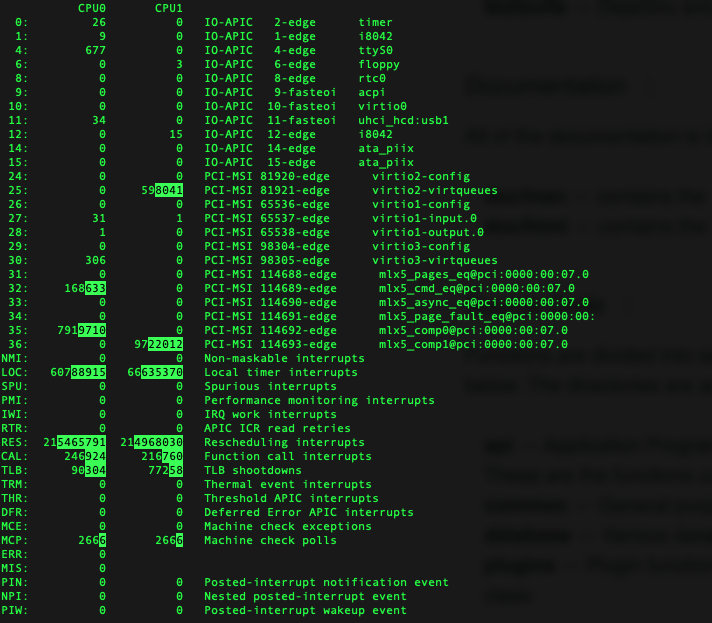 CPU0 CPU1
0: 26 0 IO-APIC 2-edge timer
1: 9 0 IO-APIC 1-edge i8042
4: 677 0 IO-APIC 4-edge ttyS0
6: 0 3 IO-APIC 6-edge floppy
8: 0 0 IO-APIC 8-edge rtc0
9: 0 0 IO-APIC 9-fasteoi acpi
10: 0 0 IO-APIC 10-fasteoi virtio0
11: 34 0 IO-APIC 11-fasteoi uhci_hcd:usb1
12: 0 15 IO-APIC 12-edge i8042
14: 0 0 IO-APIC 14-edge ata_piix
15: 0 0 IO-APIC 15-edge ata_piix
24: 0 0 PCI-MSI 81920-edge virtio2-config
25: 0 598041 PCI-MSI 81921-edge virtio2-virtqueues
26: 0 0 PCI-MSI 65536-edge virtio1-config
27: 31 1 PCI-MSI 65537-edge virtio1-input.0
28: 1 0 PCI-MSI 65538-edge virtio1-output.0
29: 0 0 PCI-MSI 98304-edge virtio3-config
30: 306 0 PCI-MSI 98305-edge virtio3-virtqueues
31: 0 0 PCI-MSI 114688-edge mlx5_pages_eq@pci:0000:00:07.0
32: 168633 0 PCI-MSI 114689-edge mlx5_cmd_eq@pci:0000:00:07.0
33: 0 0 PCI-MSI 114690-edge mlx5_async_eq@pci:0000:00:07.0
34: 0 0 PCI-MSI 114691-edge mlx5_page_fault_eq@pci:0000:00:
35: 7919710 0 PCI-MSI 114692-edge mlx5_comp0@pci:0000:00:07.0
36: 0 9722012 PCI-MSI 114693-edge mlx5_comp1@pci:0000:00:07.0
NMI: 0 0 Non-maskable interrupts
LOC: 60788915 66635370 Local timer interrupts
SPU: 0 0 Spurious interrupts
PMI: 0 0 Performance monitoring interrupts
IWI: 0 0 IRQ work interrupts
RTR: 0 0 APIC ICR read retries
RES: 215465791 214968030 Rescheduling interrupts
CAL: 246924 216760 Function call interrupts
TLB: 90304 77258 TLB shootdowns
TRM: 0 0 Thermal event interrupts
THR: 0 0 Threshold APIC interrupts
DFR: 0 0 Deferred Error APIC interrupts
MCE: 0 0 Machine check exceptions
MCP: 2666 2666 Machine check polls
ERR: 0
MIS: 0
PIN: 0 0 Posted-interrupt notification event
NPI: 0 0 Nested posted-interrupt event
PIW: 0 0 Posted-interrupt wakeup event